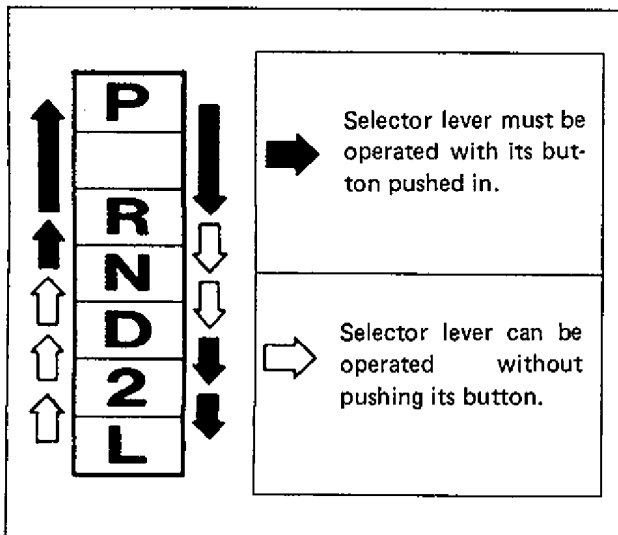 P
R
N
D
2
L
Selector lever must be
operated with its but-
ton pushed in.
Selector lever can be
operated without
pushing its button.